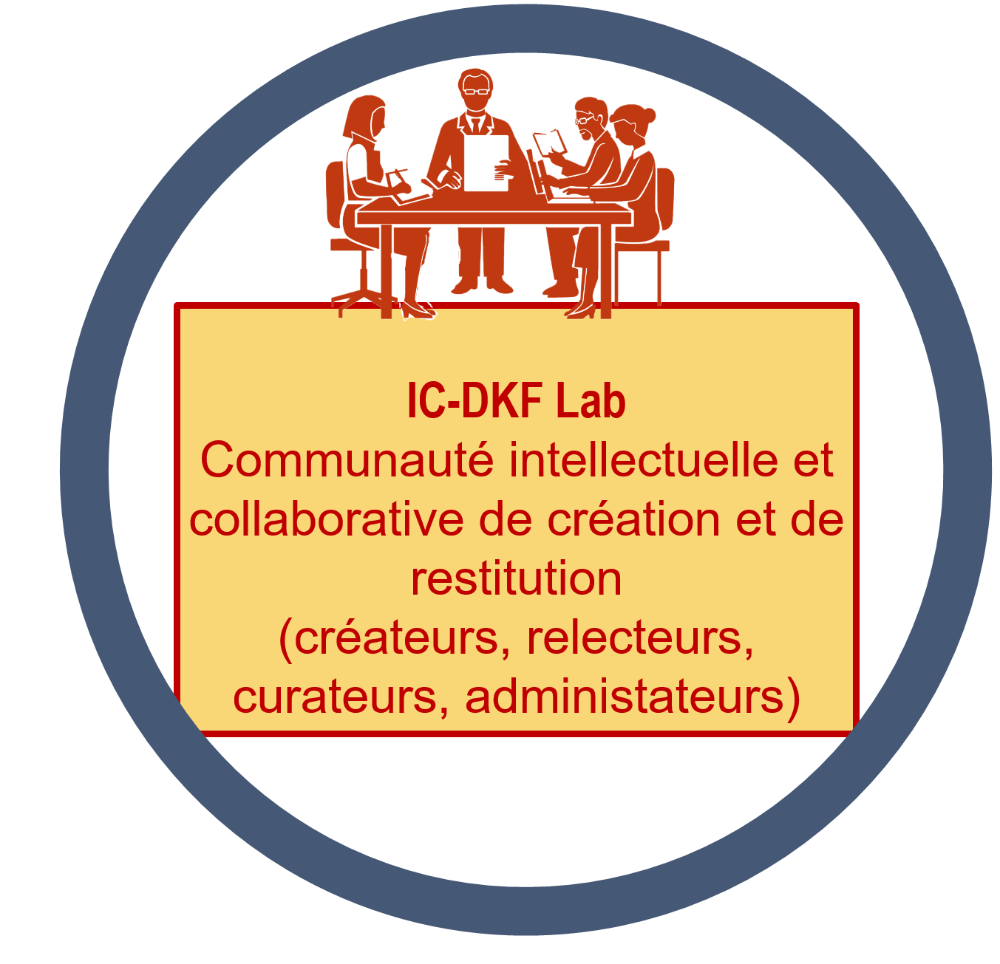 IC-DKF Lab
Communauté intellectuelle et
collaborative de création et de
restitution
(créateurs, relecteurs,
curateurs, administateurs)